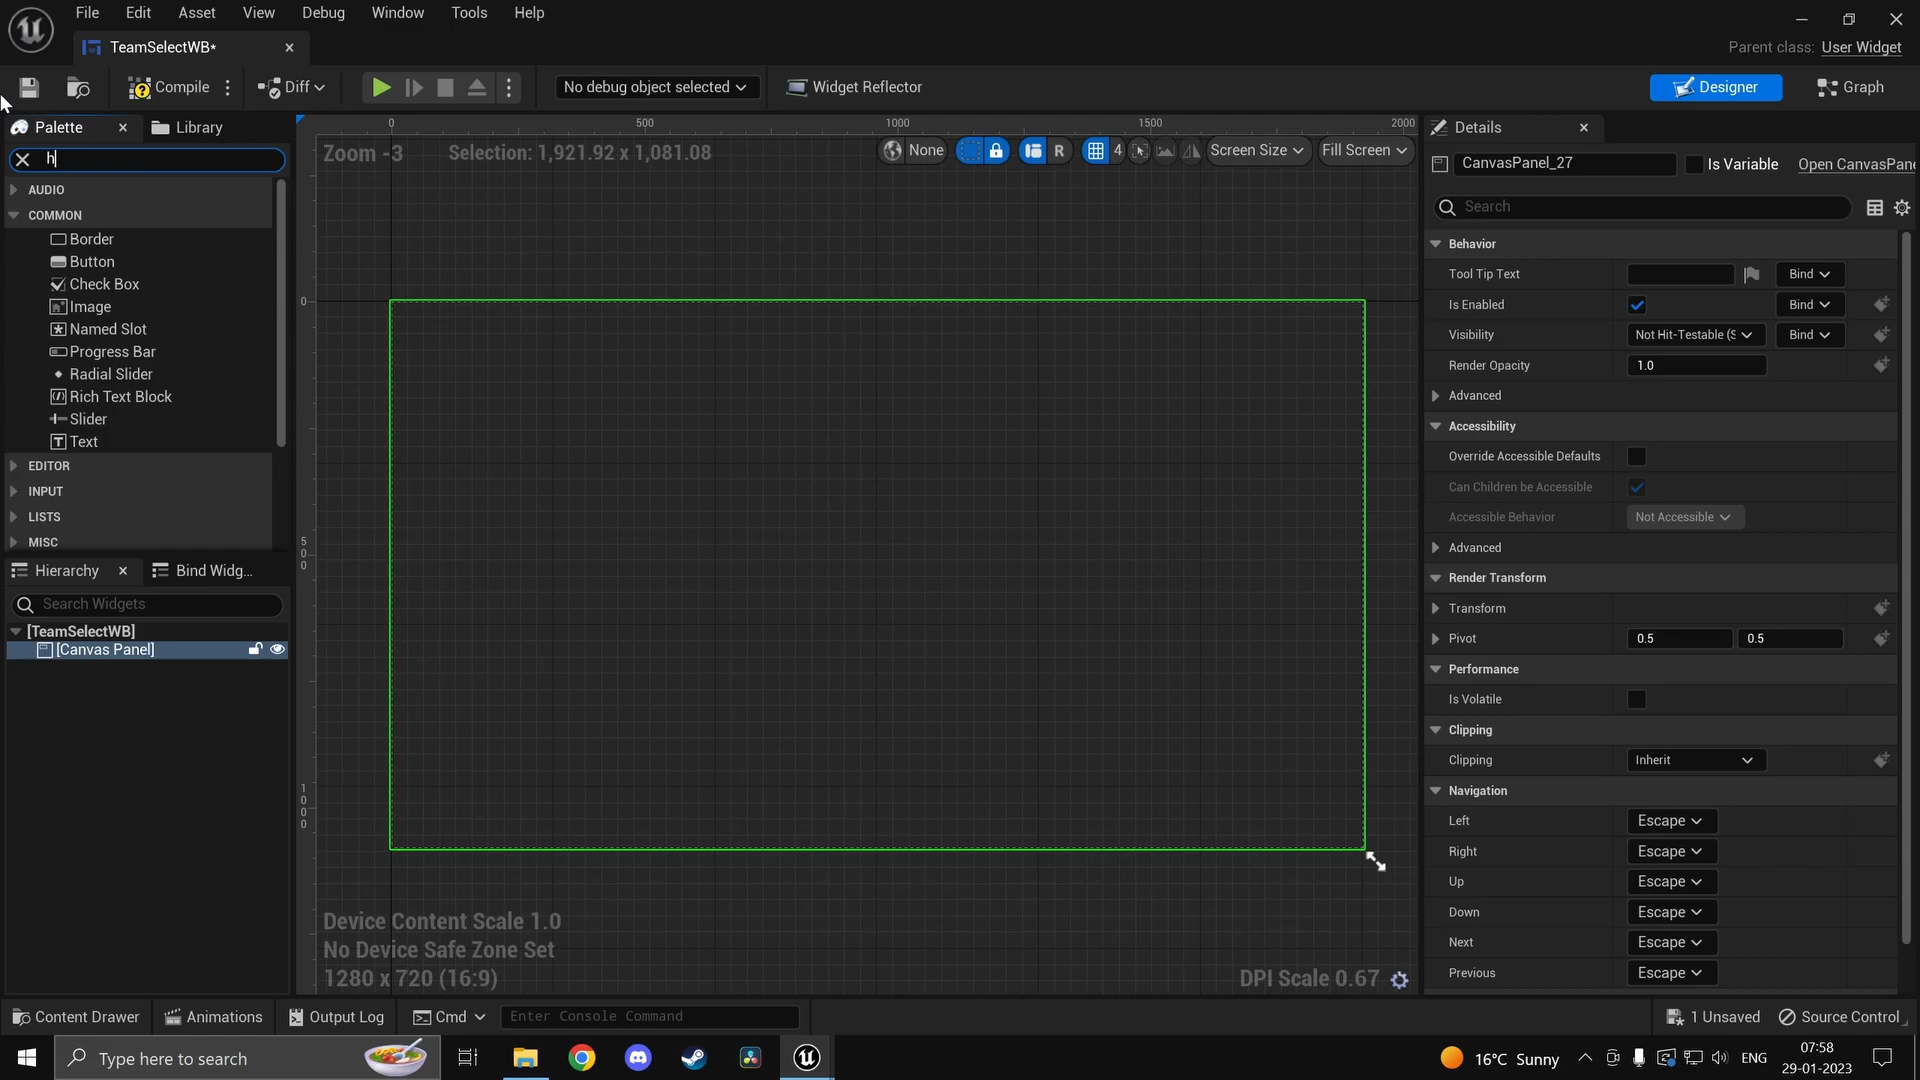 File Edit Asset View Debug Window Tools Help
TeamSelectWB*
Parent class: User Widget
Compile Diff No debug object selected Widget Reflector Designer Graph
Palette Library
h
AUDIO
COMMON
Border
Button
Check Box
Image
Named Slot
Progress Bar
Radial Slider
Rich Text Block
Slider
Text
EDITOR
INPUT
LISTS
MISC
Hierarchy Bind Widg...
Search Widgets
[TeamSelectWB]
[Canvas Panel]
0 500 1000 1500 2000
Zoom -3 Selection: 1,921.92 x 1,081.08
None R 4 Screen Size Fill Screen
0
5
0
0
1
0
0
0
Device Content Scale 1.0
No Device Safe Zone Set
1280 x 720 (16:9)
DPI Scale 0.67
Details
CanvasPanel_27 Is Variable Open CanvasPane
Search
Behavior
Tool Tip Text Bind
Is Enabled Bind
Visibility Not Hit-Testable (S Bind
Render Opacity 1.0
Advanced
Accessibility
Override Accessible Defaults
Can Children be Accessible
Accessible Behavior Not Accessible
Advanced
Render Transform
Transform
Pivot 0.5 0.5
Performance
Is Volatile
Clipping
Clipping Inherit
Navigation
Left Escape
Right Escape
Up Escape
Down Escape
Next Escape
Previous Escape
Content Drawer Animations Output Log Cmd Enter Console Command 1 Unsaved Source Control
Type here to search
16°C Sunny ENG
07:58
29-01-2023